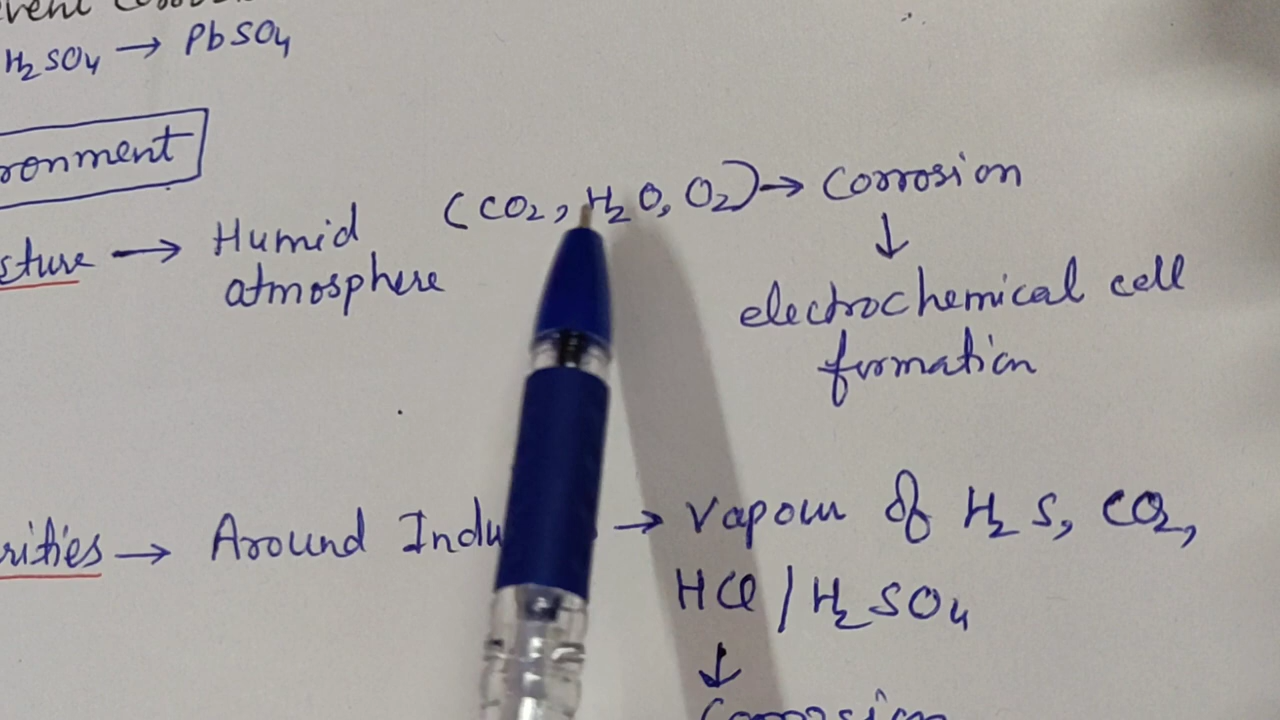 H2SO4 → PbSO4
ronment
sture → Humid atmosphere (CO2, H2O, O2) → Corrosion
↓
electrochemical cell
formation
rities → Around Indu → vapour of H2S, CO2,
HCl / H2SO4
↓
Corrosion